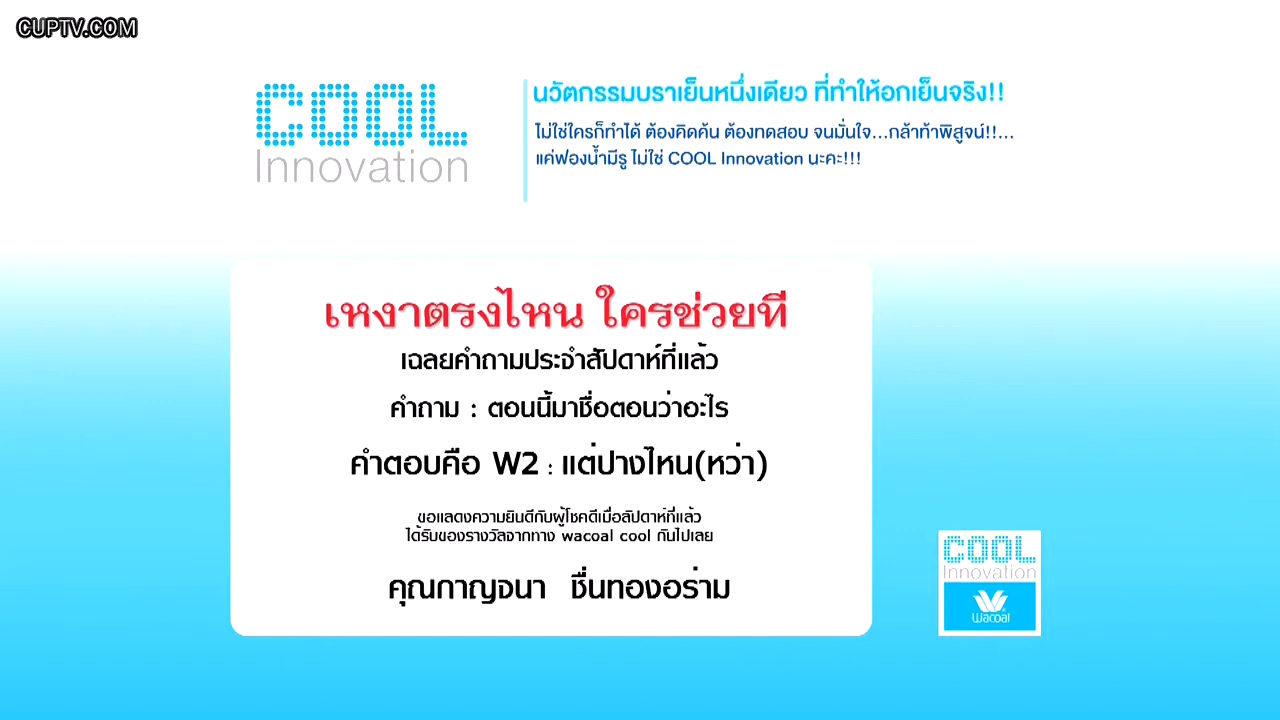 CUPTV.COM
COOL
Innovation
นวัตกรรมบราเย็นหนึ่งเดียว ที่ทำให้อกเย็นจริง!!
ไม่ใช่ใครก็ทำได้ ต้องคิดค้น ต้องทดสอบ จนมั่นใจ...กล้าท้าพิสูจน์!!...
แค่ฟองน้ำมีรู ไม่ใช่ COOL Innovation นะคะ!!!
เหงาตรงไหน ใครช่วยที
เฉลยคำถามประจำสัปดาห์ที่แล้ว
คำถาม : ตอนนี้มาชื่อตอนว่าอะไร
คำตอบคือ W2 : แต่ปางไหน(หว่า)
ขอแสดงความยินดีกับผู้โชคดีเมื่อสัปดาห์ที่แล้ว
ได้รับของรางวัลจากทาง wacoal cool กันไปเลย
คุณกาญจนา ชื่นทองอร่าม
COOL
Innovation
Wacoal